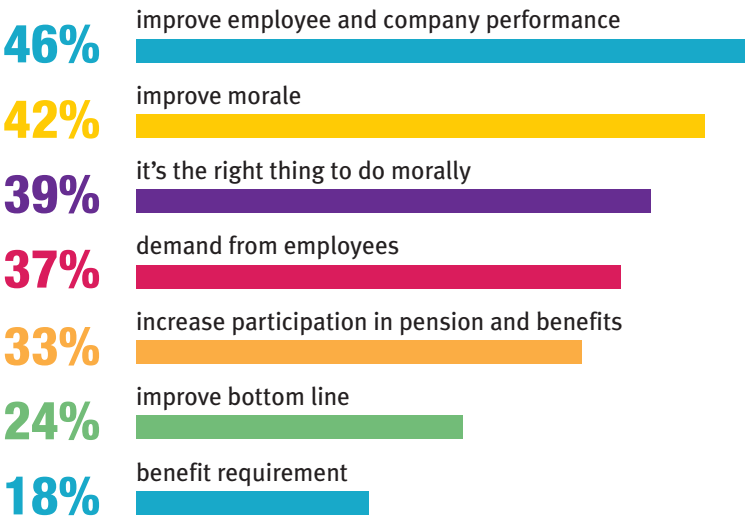 improve employee and company performance
46%
improve morale
42%
it’s the right thing to do morally
39%
demand from employees
37%
increase participation in pension and benefits
33%
improve bottom line
24%
benefit requirement
18%